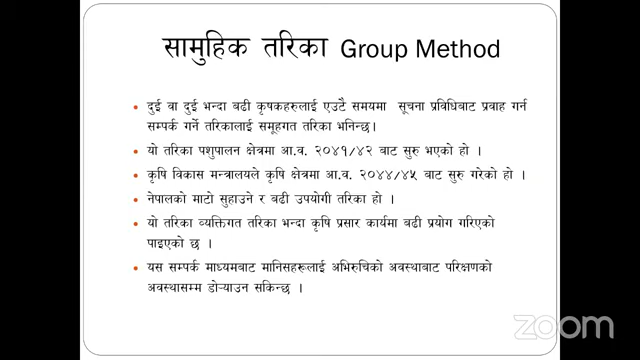 सामुहिक तरिका Group Method
• दुई वा दुई भन्दा बढी कृषकहरुलाई एउटै समयमा सूचना प्रविधिबाट प्रवाह गर्न
सम्पर्क गर्ने तरिकालाई समूहगत तरिका भनिन्छ।
• यो तरिका पशुपालन क्षेत्रमा आ.व. २०४१/४२ बाट सुरु भएको हो ।
• कृषि विकास मन्त्रालयले कृषि क्षेत्रमा आ.व. २०४४/४५ बाट सुरु गरेको हो ।
• नेपालको माटो सुहाउने र बढी उपयोगी तरिका हो ।
• यो तरिका व्यक्तिगत तरिका भन्दा कृषि प्रसार कार्यमा बढी प्रयोग गरिएको
पाइएको छ ।
• यस सम्पर्क माध्यमबाट मानिसहरूलाई अभिरुचिको अवस्थाबाट परिक्षणको
अवस्थासम्म डोऱ्याउन सकिन्छ ।
zoom